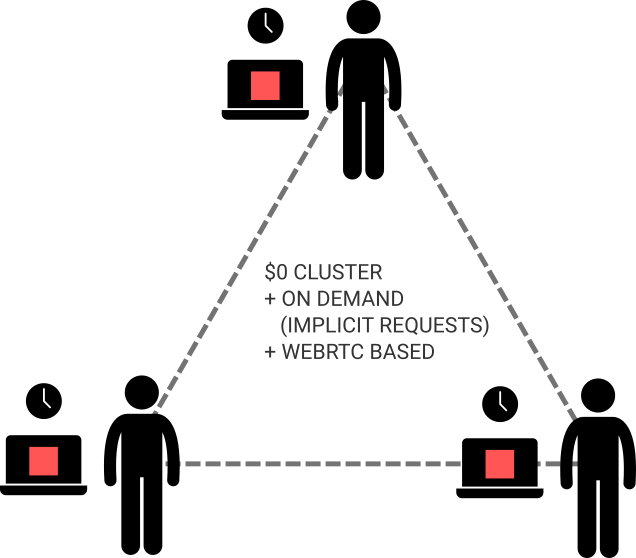 $0 CLUSTER
+ ON DEMAND
(IMPLICIT REQUESTS)
+ WEBRTC BASED